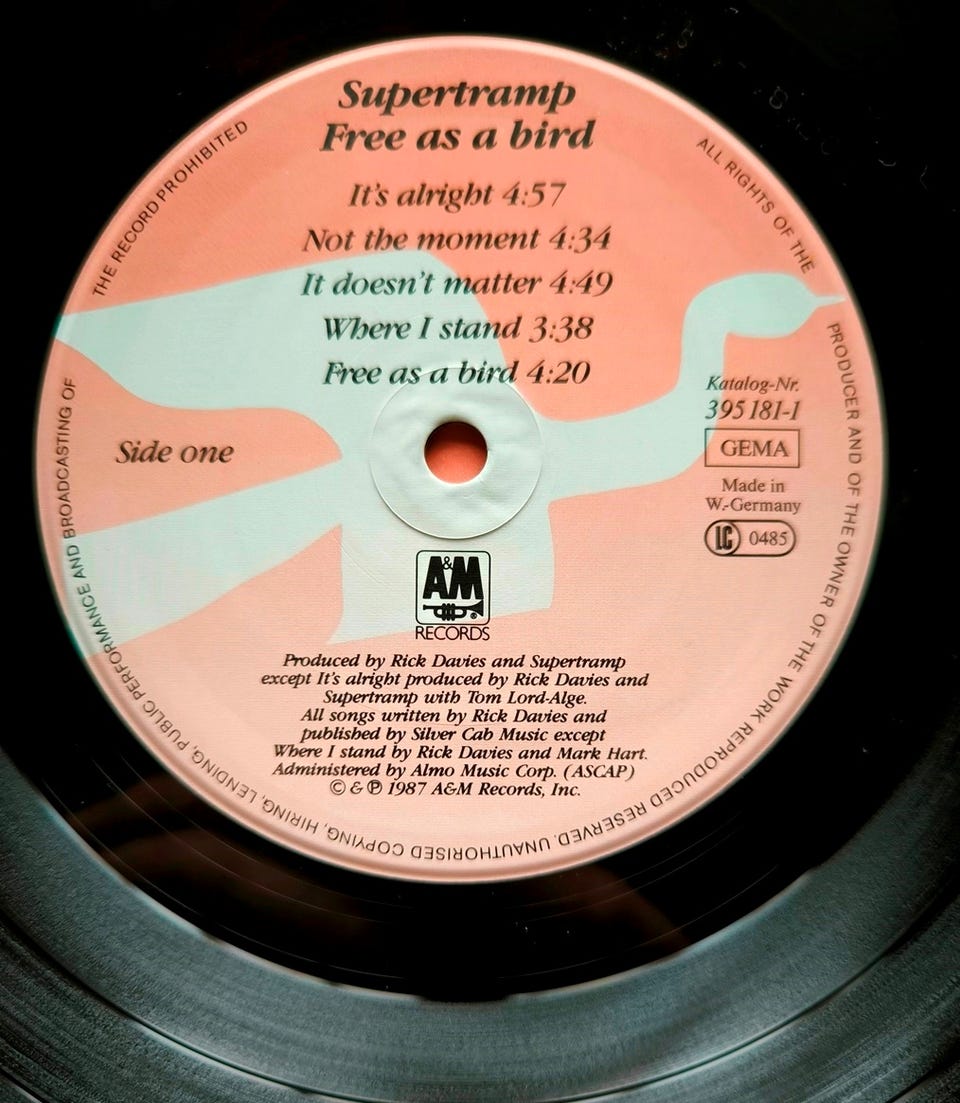 Supertramp
Free as a bird
It's alright 4:57
Not the moment 4:34
It doesn't matter 4:49
Where I stand 3:38
Free as a bird 4:20
Side one
Katalog-Nr.
395 181-1
GEMA
Made in
W.-Germany
LC 0485
A&M
®
RECORDS
Produced by Rick Davies and Supertramp
except It's alright produced by Rick Davies and
Supertramp with Tom Lord-Alge.
All songs written by Rick Davies and
published by Silver Cab Music except
Where I stand by Rick Davies and Mark Hart.
Administered by Almo Music Corp. (ASCAP)
© & ℗ 1987 A&M Records, Inc.
ALL RIGHTS OF THE PRODUCER AND OF THE OWNER OF THE WORK REPRODUCED RESERVED. UNAUTHORISED COPYING, HIRING, LENDING, PUBLIC PERFORMANCE AND BROADCASTING OF THE RECORD PROHIBITED